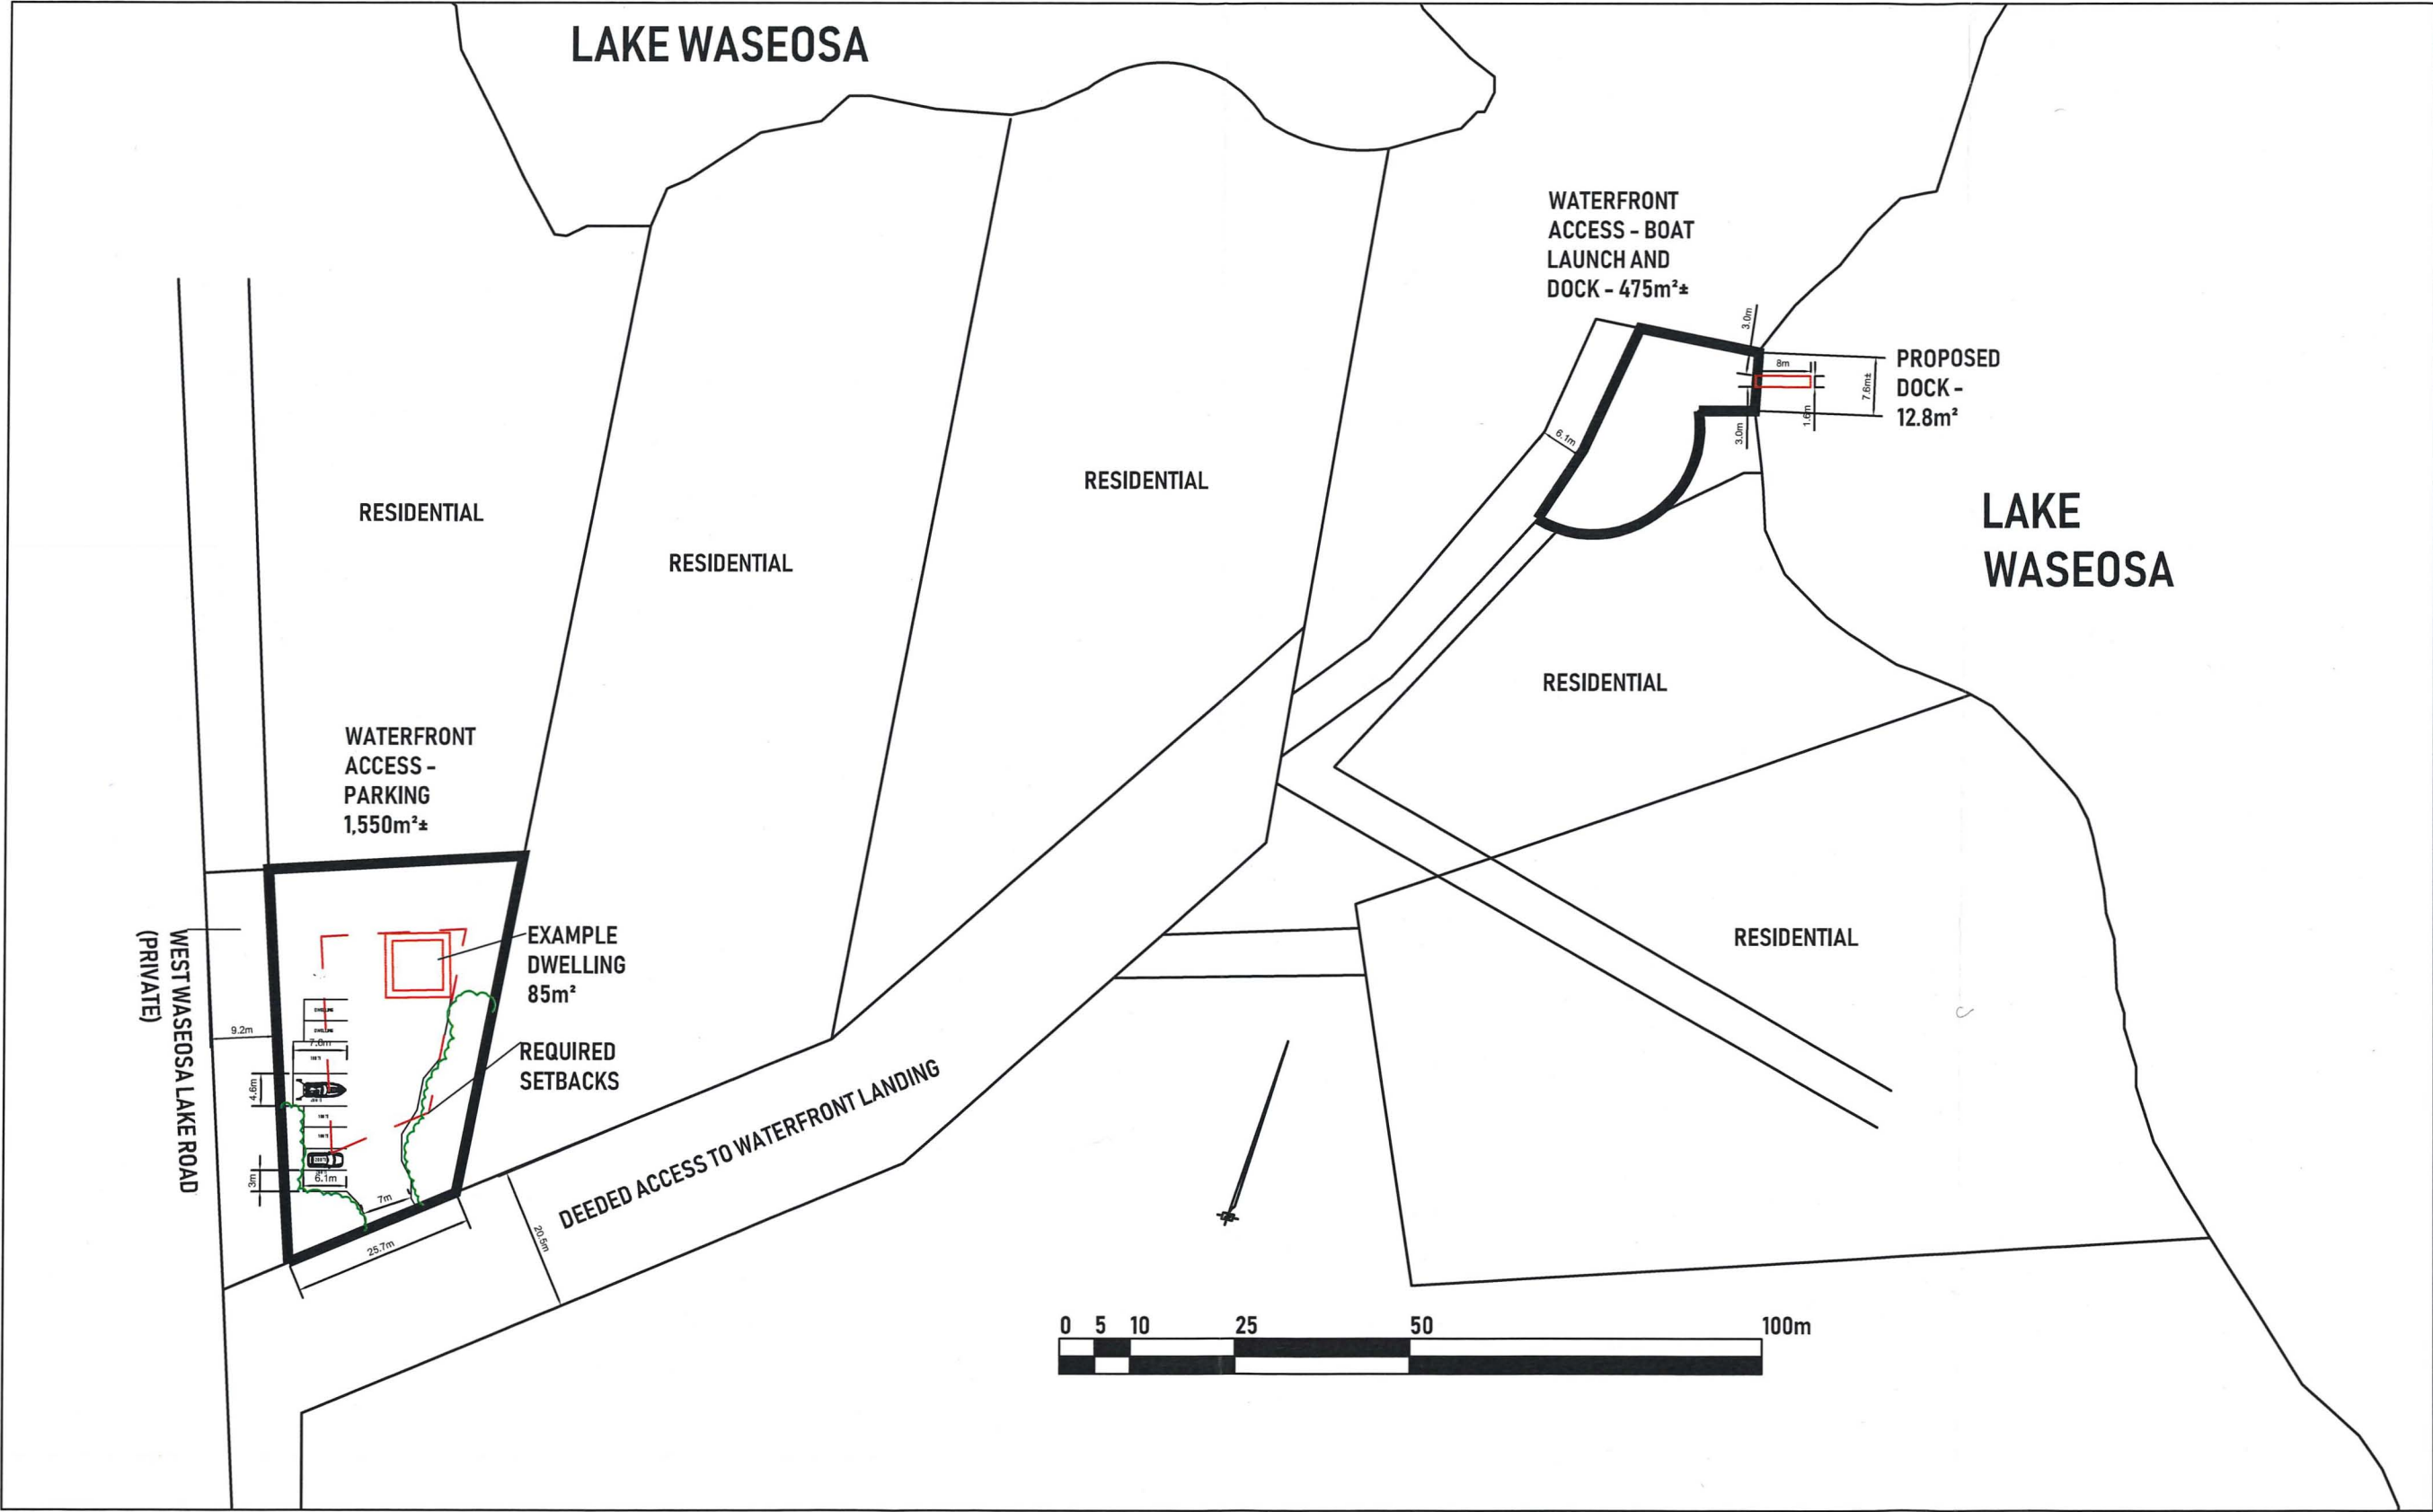 LAKE WASEOSA
WATERFRONT
ACCESS - BOAT
LAUNCH AND
DOCK - 475m²±
3.0m
8m
7.6m±
1.6m
3.0m
PROPOSED
DOCK -
12.8m²
6.1m
LAKE
WASEOSA
RESIDENTIAL
RESIDENTIAL
RESIDENTIAL
RESIDENTIAL
RESIDENTIAL
WATERFRONT
ACCESS -
PARKING
1,550m²±
WEST WASEOSA LAKE ROAD
(PRIVATE)
EXAMPLE
DWELLING
85m²
REQUIRED
SETBACKS
DWELLING
DWELLING
9.2m
7.6m
4.6m
3m
6.1m
7m
25.7m
20.5m
DEEDED ACCESS TO WATERFRONT LANDING
0 5 10 25 50 100m